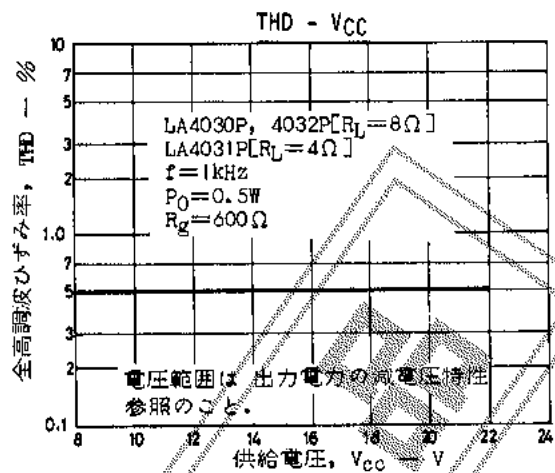 THD - VCC
10
7
5
3
2
1.0
7
5
3
2
0.1
全高調波ひずみ率, THD — %
LA4030P, 4032P[RL=8Ω]
LA4031P[RL=4Ω]
f=1kHz
PO=0.5W
Rg=600Ω
電圧範囲は 出力電力の減電圧特性
参照のこと.
8 10 12 14 16 18 20 22 24
供給電圧, VCC — V